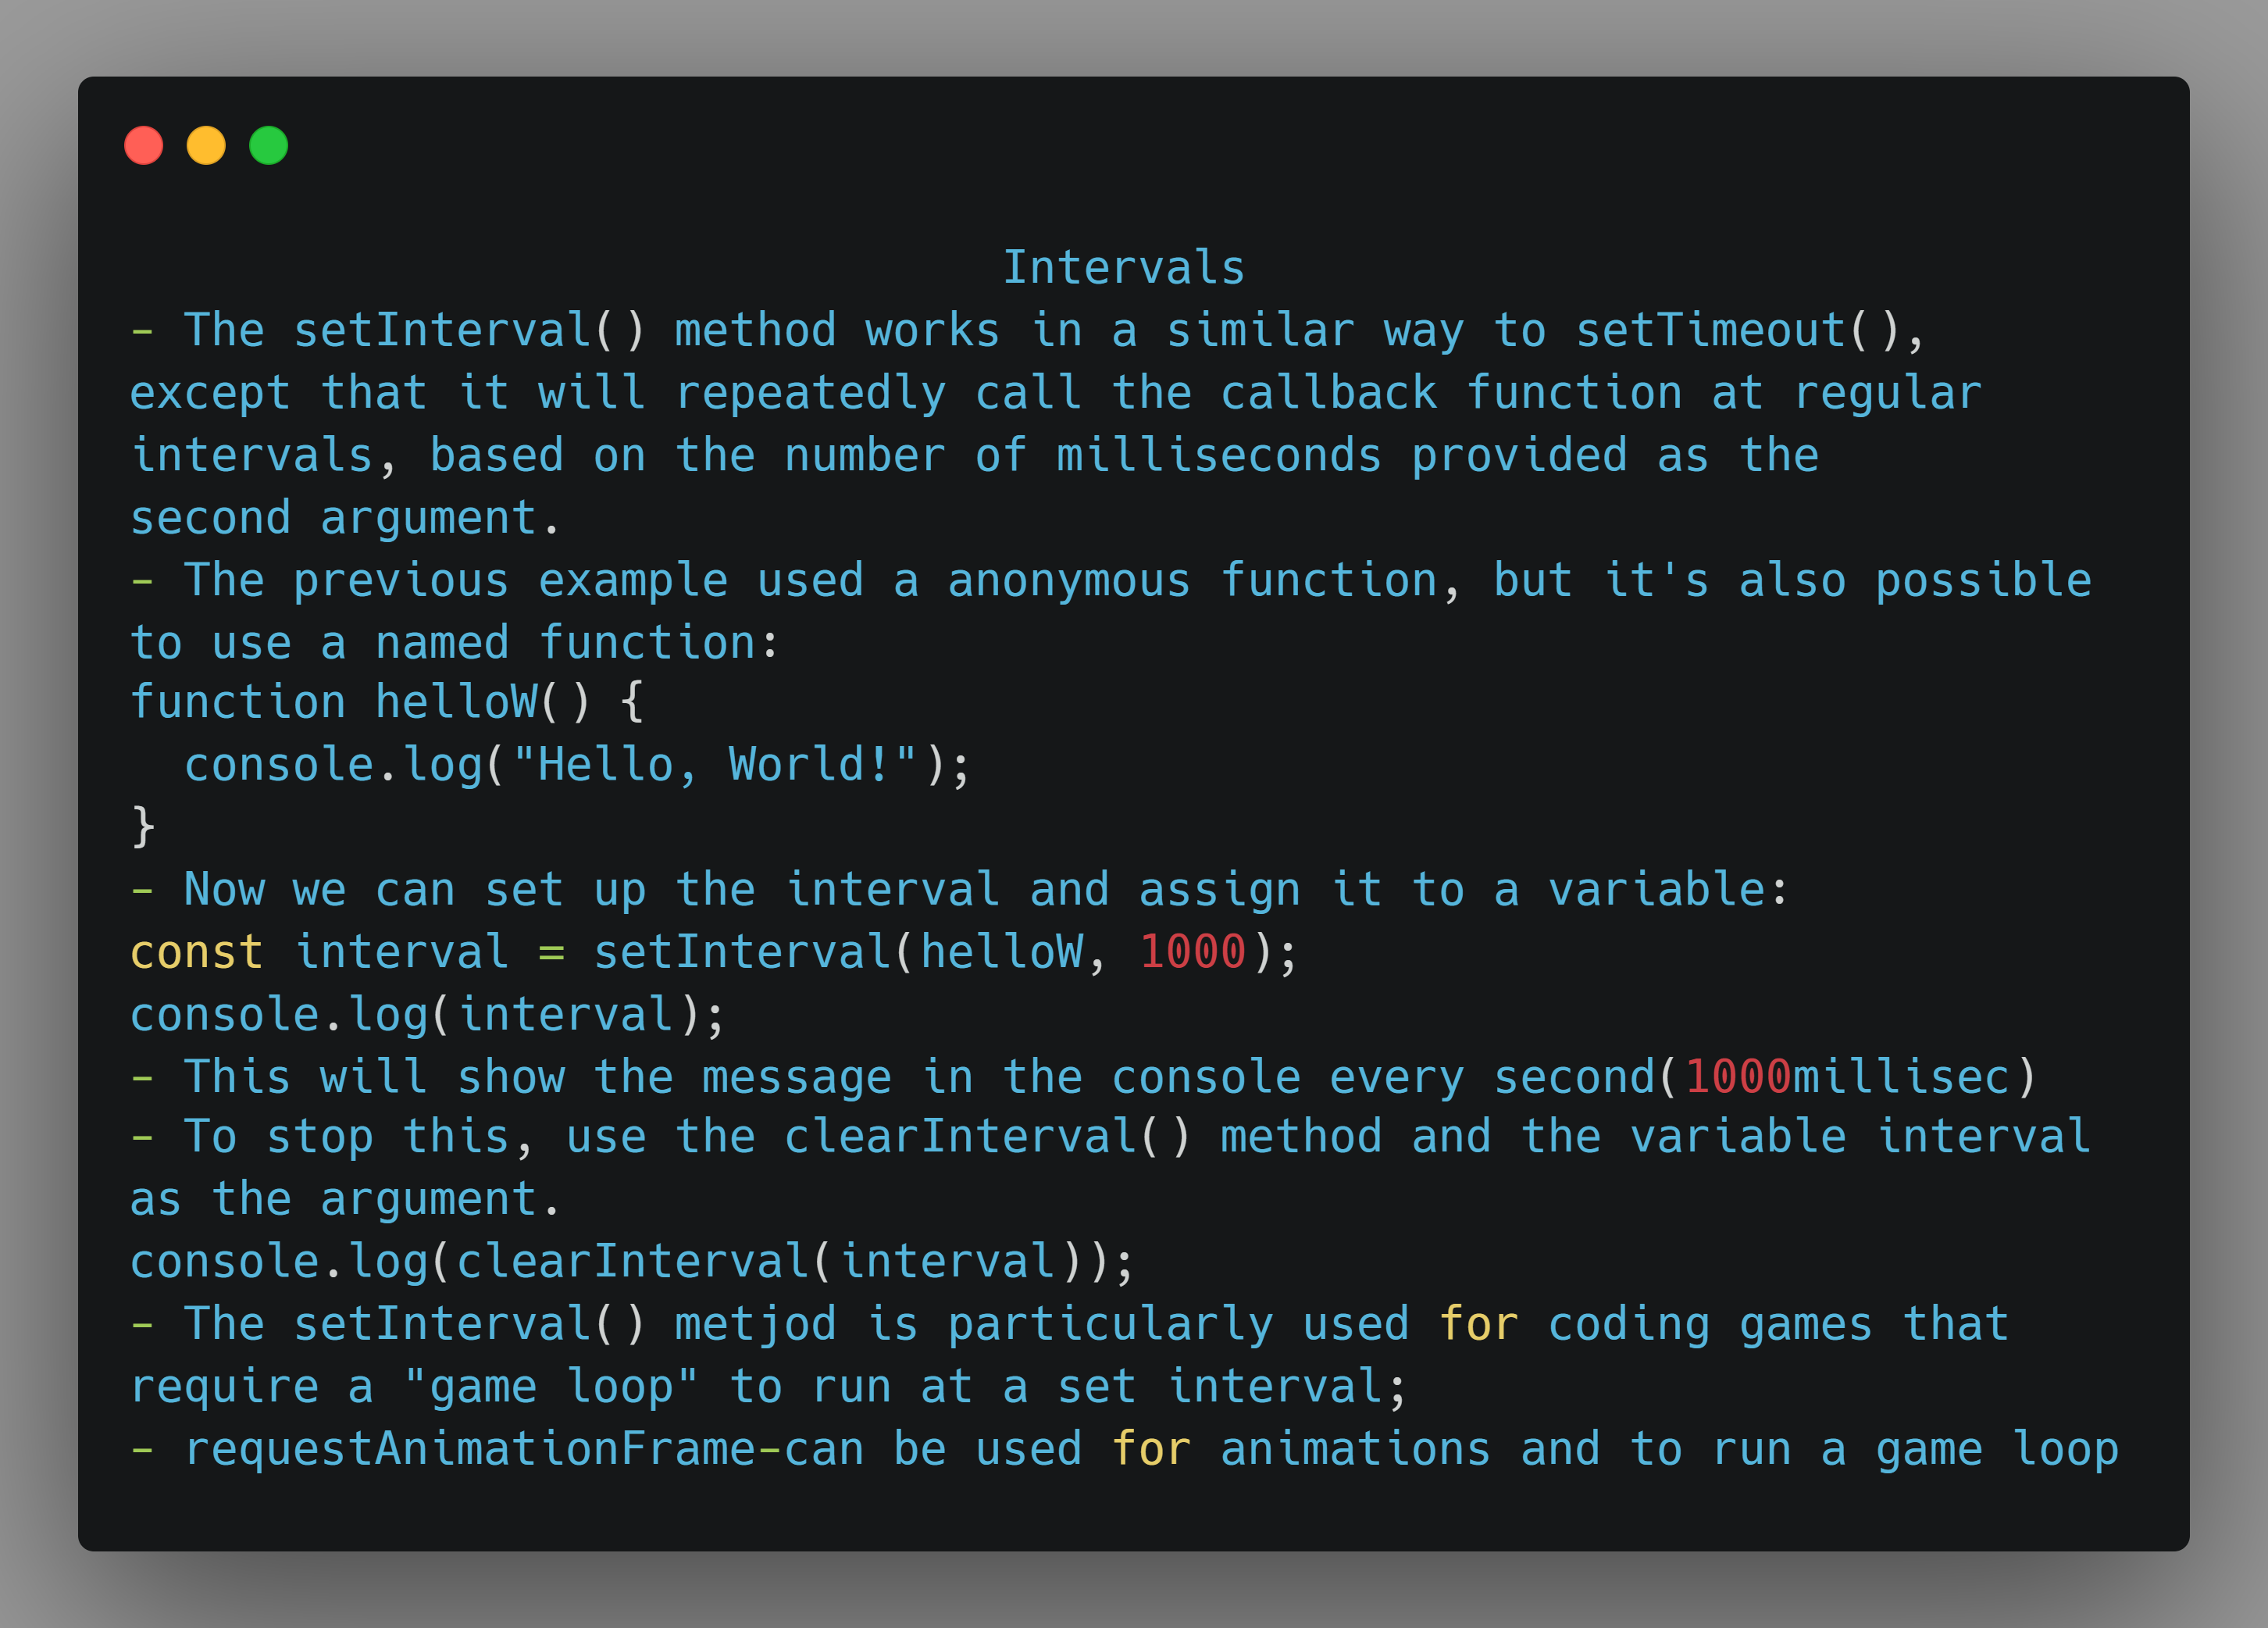 Intervals
- The setInterval() method works in a similar way to setTimeout(),
except that it will repeatedly call the callback function at regular
intervals, based on the number of milliseconds provided as the
second argument.
- The previous example used a anonymous function, but it's also possible
to use a named function:
function helloW() {
  console.log("Hello, World!");
}
- Now we can set up the interval and assign it to a variable:
const interval = setInterval(helloW, 1000);
console.log(interval);
- This will show the message in the console every second(1000millisec)
- To stop this, use the clearInterval() method and the variable interval
as the argument.
console.log(clearInterval(interval));
- The setInterval() metjod is particularly used for coding games that
require a "game loop" to run at a set interval;
- requestAnimationFrame-can be used for animations and to run a game loop